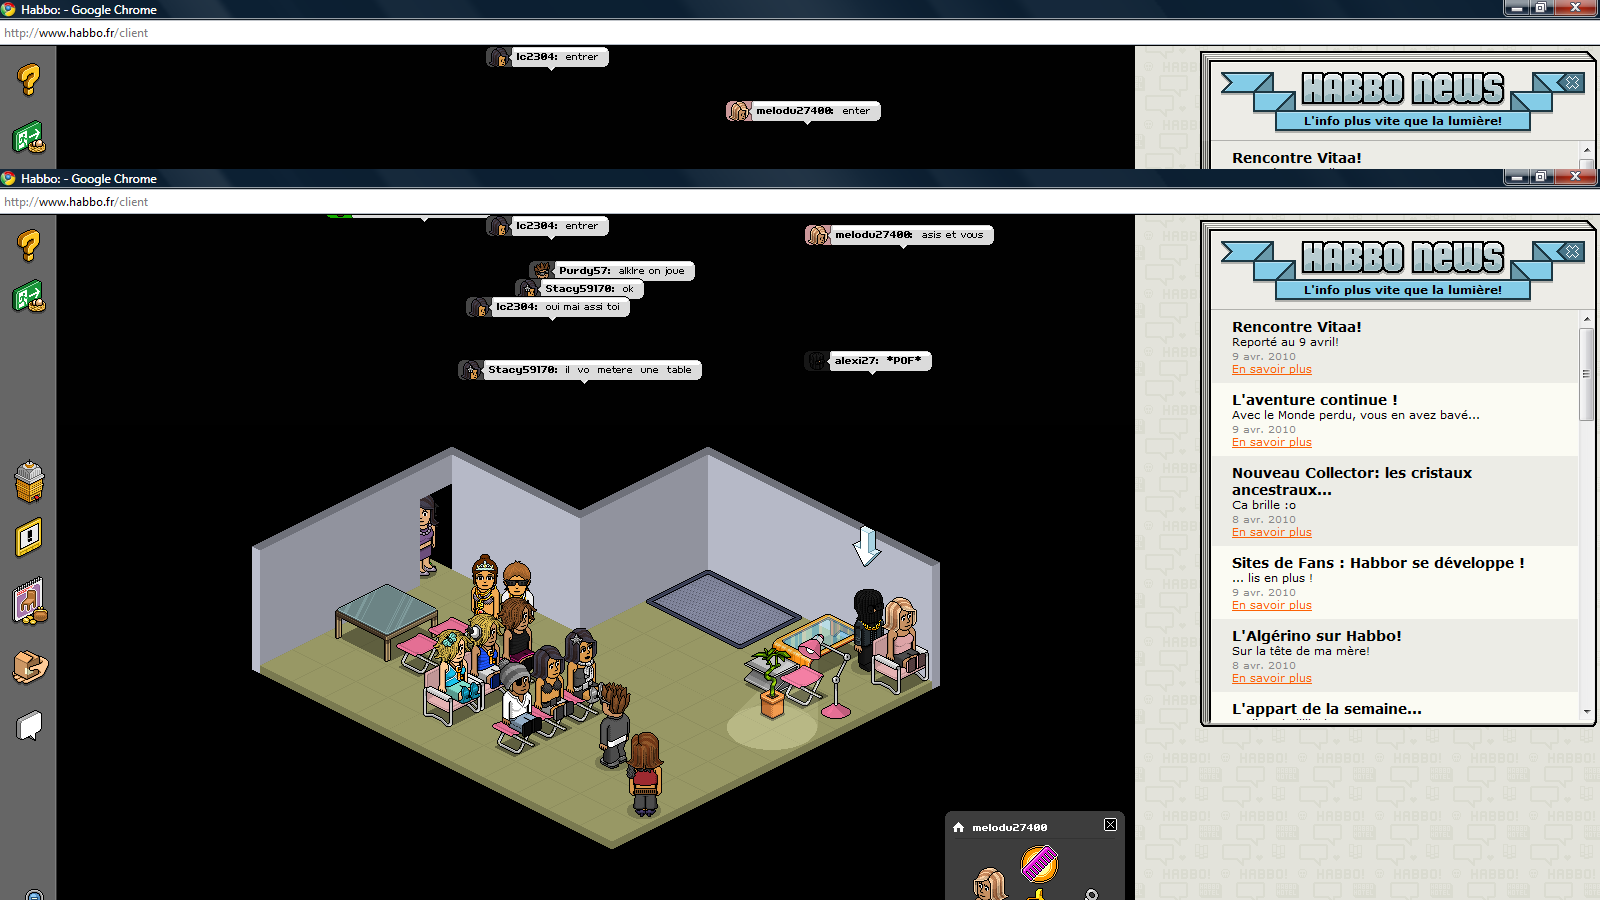 Habbo: - Google Chrome
http://www.habbo.fr/client
lc2304: entrer
melodu27400: enter
HABBO NEWS
L'info plus vite que la lumière!
Rencontre Vitaa!
Habbo: - Google Chrome
http://www.habbo.fr/client
lc2304: entrer
melodu27400: asis et vous
Purdy57: alklre on joue
Stacy59170: ok
lc2304: oui mai assi toi
alexi27: *POF*
Stacy59170: il vo metere une table
HABBO NEWS
L'info plus vite que la lumière!
Rencontre Vitaa!
Reporté au 9 avril!
9 avr. 2010
En savoir plus
L'aventure continue !
Avec le Monde perdu, vous en avez bavé...
9 avr. 2010
En savoir plus
Nouveau Collector: les cristaux
ancestraux...
Ca brille :o
8 avr. 2010
En savoir plus
Sites de Fans : Habbor se développe !
... lis en plus !
9 avr. 2010
En savoir plus
L'Algérino sur Habbo!
Sur la tête de ma mère!
8 avr. 2010
En savoir plus
L'appart de la semaine...
melodu27400